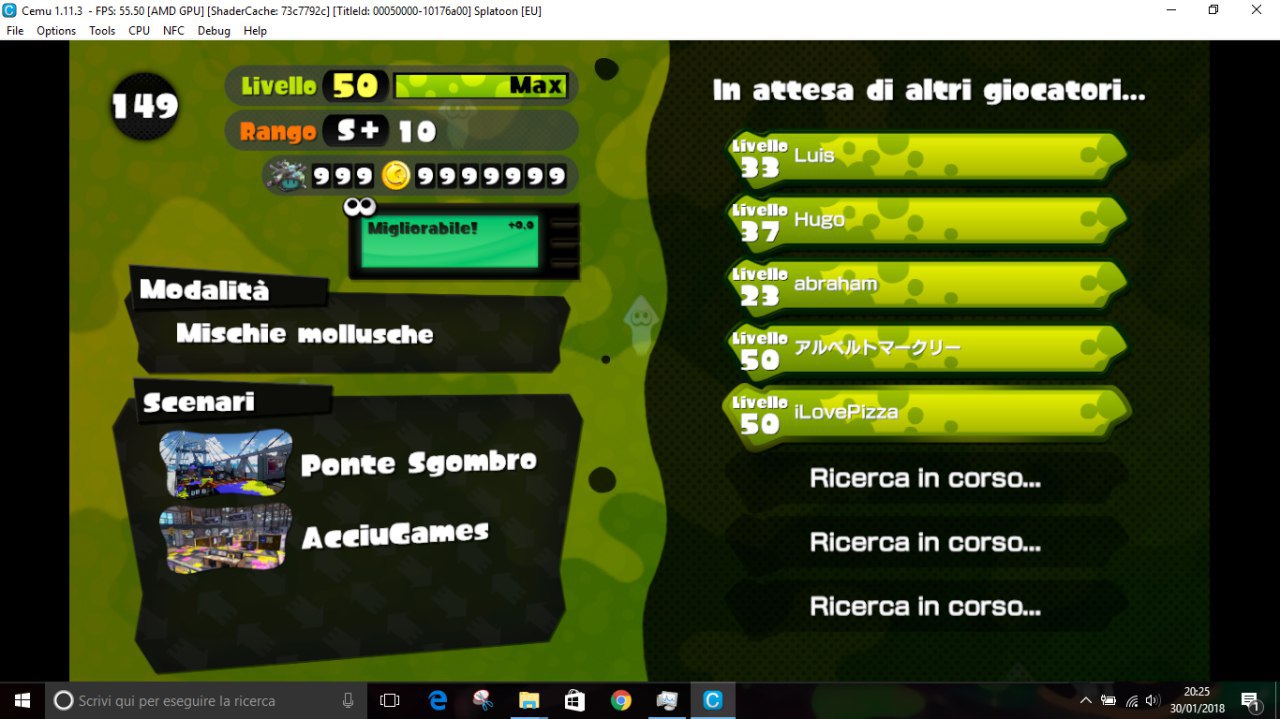 Cemu 1.11.3 - FPS: 55.50 [AMD GPU] [ShaderCache: 73c7792c] [TitleId: 00050000-10176a00] Splatoon [EU]
File Options Tools CPU NFC Debug Help
149
Livello 50 Max
Rango S+ 10
999 9999999
Migliorabile! +0.0
Modalità
Mischie mollusche
Scenari
Ponte Sgombro
AcciuGames
In attesa di altri giocatori...
Livello 33 Luis
Livello 37 Hugo
Livello 23 abraham
Livello 50 アルベルトマークリー
Livello 50 iLovePizza
Ricerca in corso...
Ricerca in corso...
Ricerca in corso...
Scrivi qui per eseguire la ricerca
20:25
30/01/2018
1